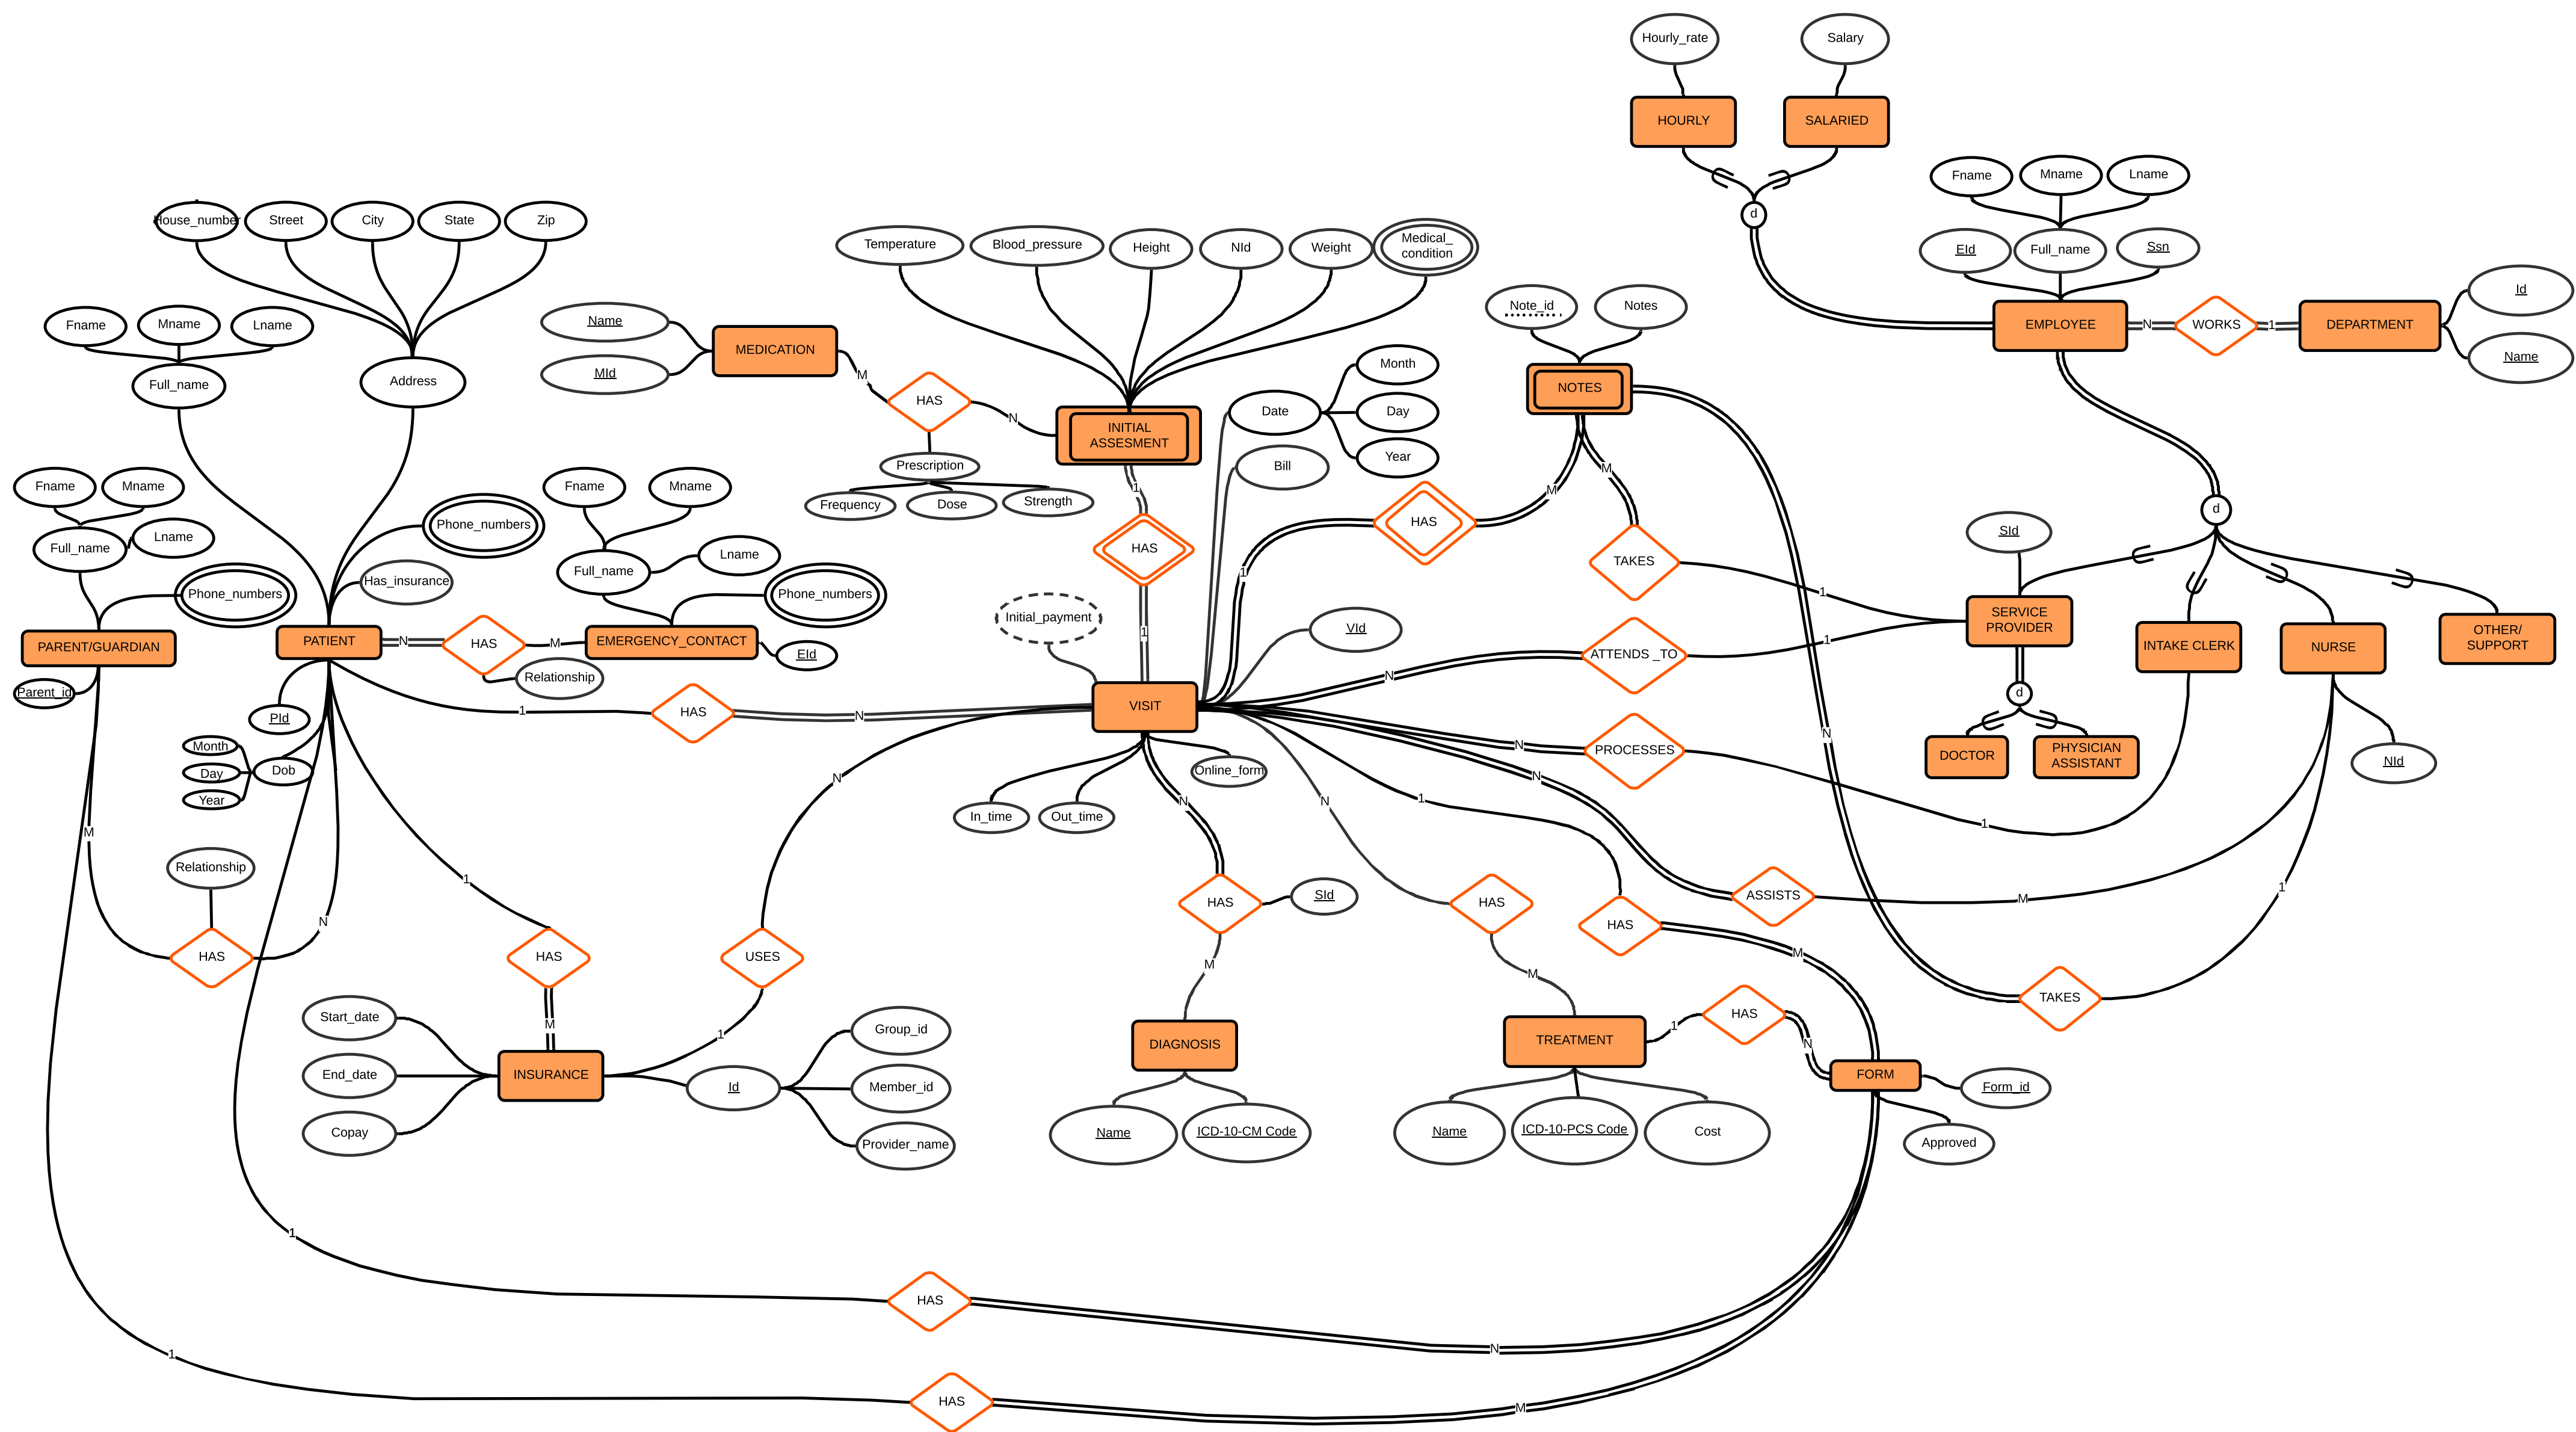 Hourly_rate
Salary
HOURLY
SALARIED
d
Fname
Mname
Lname
EId
Full_name
Ssn
EMPLOYEE
N
WORKS
1
DEPARTMENT
Id
Name
House_number
Street
City
State
Zip
Fname
Mname
Lname
Full_name
Address
Name
MId
MEDICATION
M
HAS
N
Prescription
Frequency
Dose
Strength
Temperature
Blood_pressure
Height
NId
Weight
Medical_
condition
INITIAL
ASSESMENT
1
HAS
1
Date
Month
Day
Year
Bill
Note_id
Notes
NOTES
M
HAS
1
M
TAKES
1
Fname
Mname
Full_name
Lname
Phone_numbers
PARENT/GUARDIAN
Parent_id
Phone_numbers
Has_insurance
PATIENT
N
HAS
M
Relationship
Fname
Mname
Full_name
Lname
Phone_numbers
EMERGENCY_CONTACT
EId
PId
Month
Day
Year
Dob
1
HAS
N
Initial_payment
VISIT
VId
In_time
Out_time
Online_form
N
ATTENDS _TO
1
N
PROCESSES
1
N
ASSISTS
M
d
SId
SERVICE
PROVIDER
INTAKE CLERK
NURSE
OTHER/
SUPPORT
d
DOCTOR
PHYSICIAN
ASSISTANT
NId
N
TAKES
1
M
Relationship
HAS
N
1
HAS
M
N
USES
1
Start_date
End_date
Copay
INSURANCE
Id
Group_id
Member_id
Provider_name
N
HAS
SId
M
DIAGNOSIS
Name
ICD-10-CM Code
N
HAS
M
TREATMENT
Name
ICD-10-PCS Code
Cost
1
HAS
M
1
HAS
N
FORM
Form_id
Approved
1
HAS
N
1
HAS
M